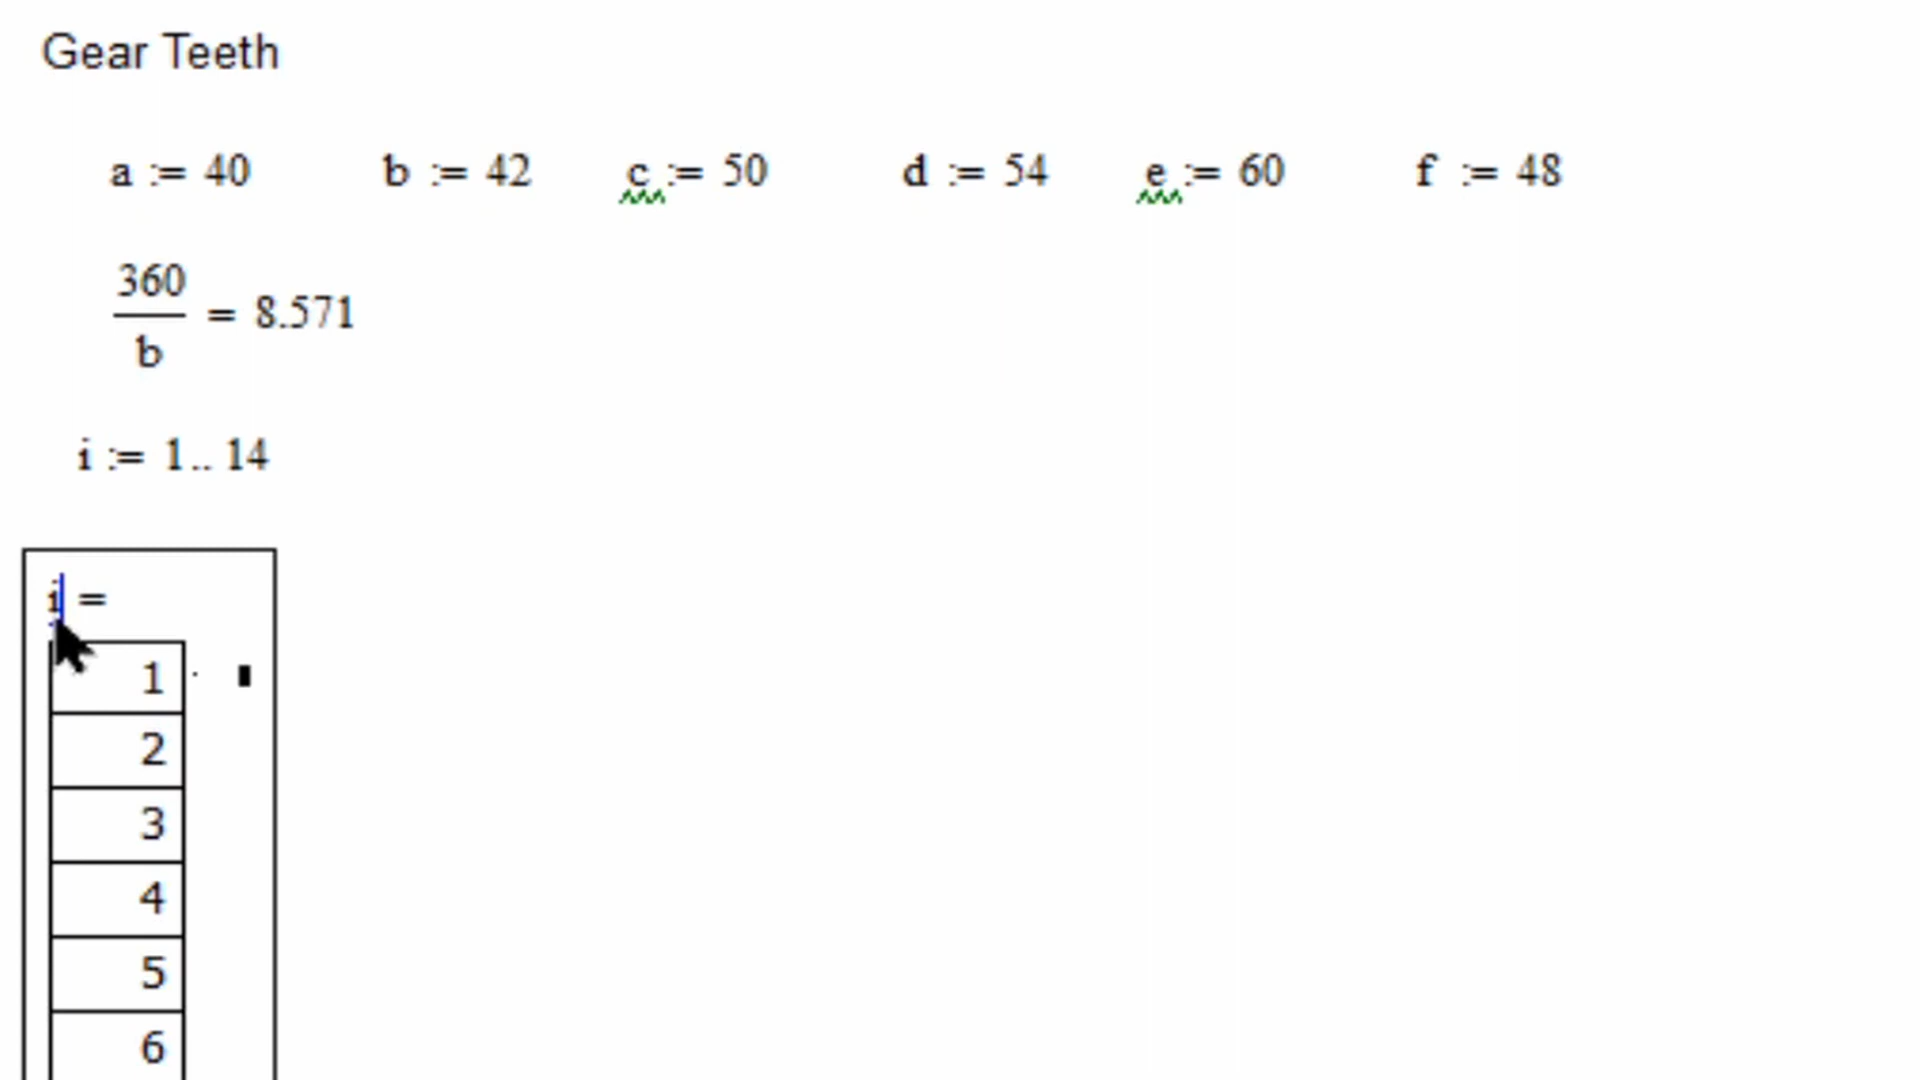 Gear Teeth
a := 40 b := 42 c := 50 d := 54 e := 60 f := 48
360
b
= 8.571
i := 1 .. 14
i =
1
2
3
4
5
6